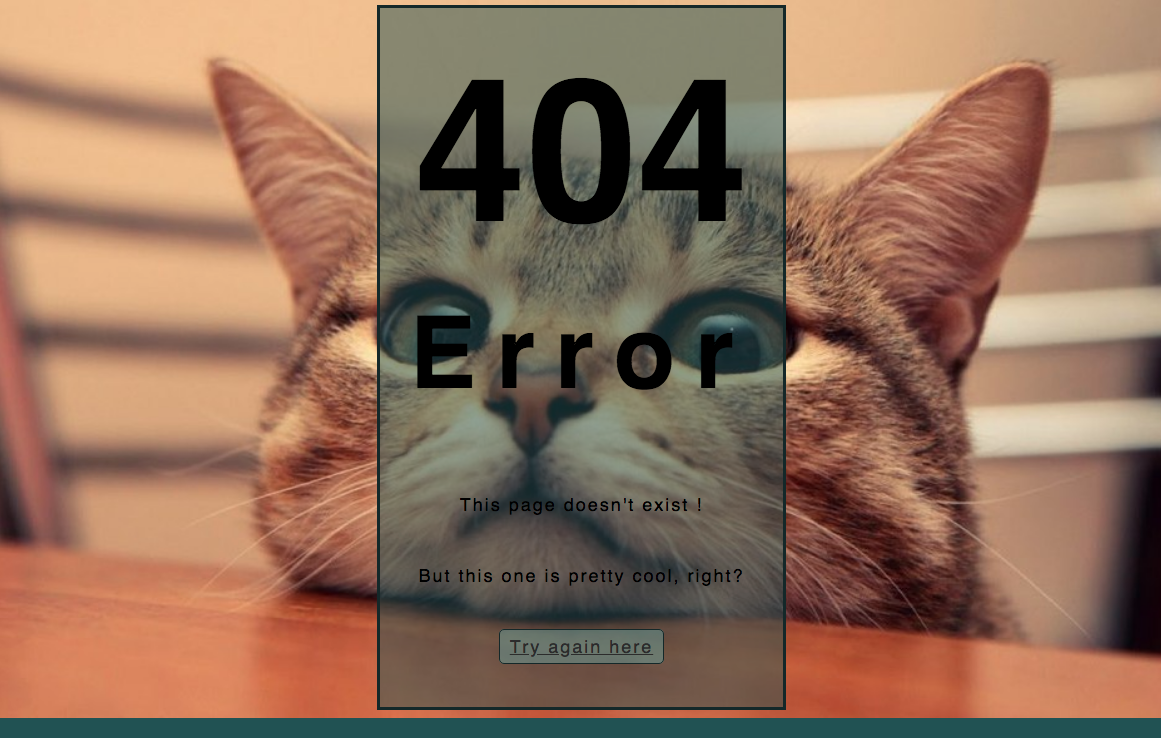 404
Error
This page doesn't exist !
But this one is pretty cool, right?
Try again here